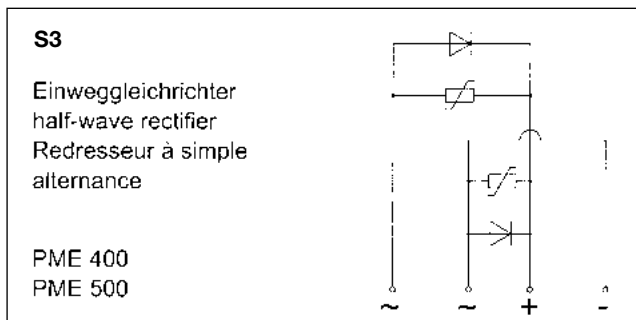 S3
Einweggleichrichter
half-wave rectifier
Redresseur à simple
alternance
PME 400
PME 500
~ ~ + -